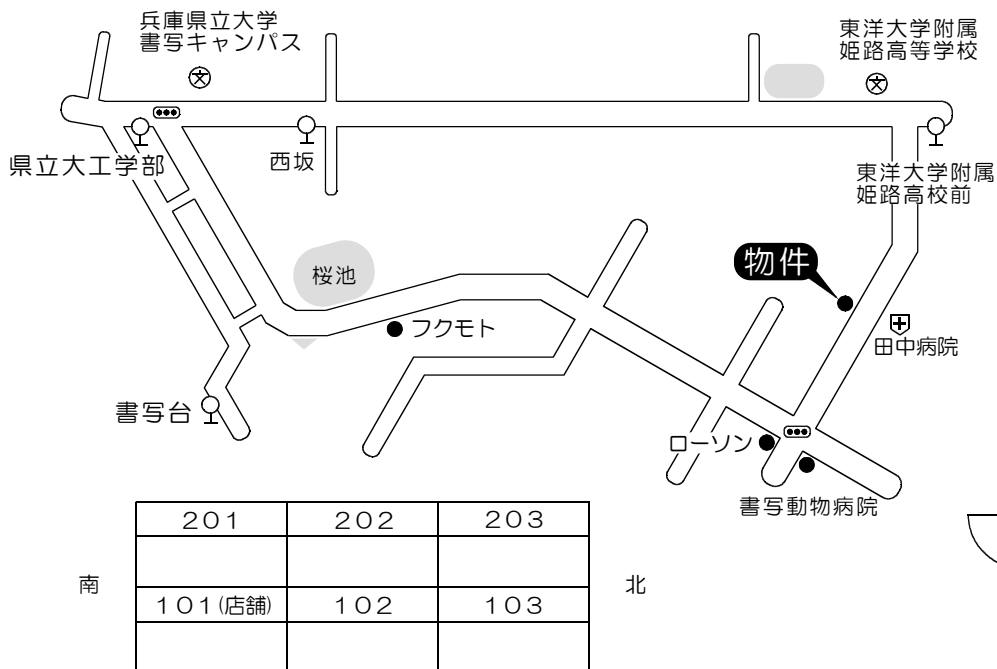 兵庫県立大学
書写キャンパス
東洋大学附属
姫路高等学校
県立大工学部
西坂
東洋大学附属
姫路高校前
物件
桜池
フクモト
田中病院
書写台
ローソン
書写動物病院
201 202 203
南 北
101(店舗) 102 103